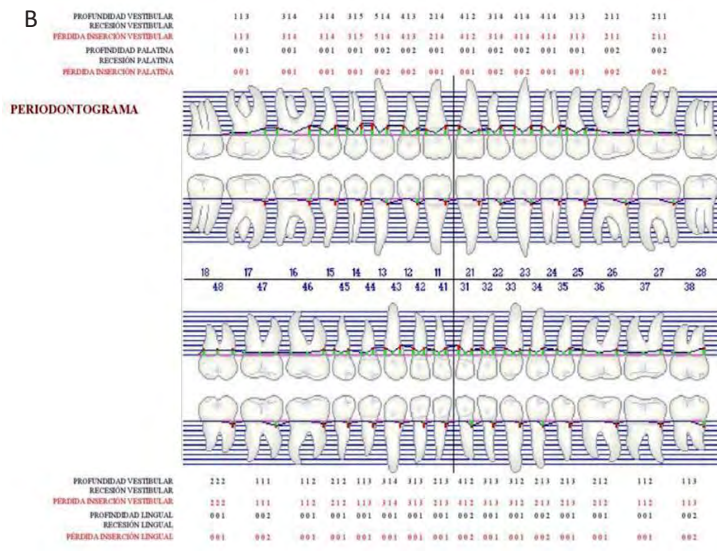 B
PROFUNDIDAD VESTIBULAR 113 314 314 315 514 413 214 412 314 414 414 313 211 211
RECESIÓN VESTIBULAR
PÉRDIDA INSERCIÓN VESTIBULAR 113 314 314 315 514 413 214 412 314 414 414 313 211 211
PROFINDIDAD PALATINA 001 001 001 001 002 002 001 001 002 001 001 001 002 002
RECESIÓN PALATINA
PÉRDIDA INSERCIÓN PALATINA 001 001 001 001 002 002 001 001 002 001 001 001 002 002
PERIODONTOGRAMA
18 17 16 15 14 13 12 11 21 22 23 24 25 26 27 28
48 47 46 45 44 43 42 41 31 32 33 34 35 36 37 38
PROFUNDIDAD VESTIBULAR 222 111 112 212 113 314 313 213 412 313 312 213 213 212 112 113
RECESIÓN VESTIBULAR
PÉRDIDA INSERCIÓN VESTIBULAR 222 111 112 212 113 314 313 213 412 313 312 213 213 212 112 113
PROFINDIDAD LINGUAL 001 002 001 001 001 001 001 001 002 001 001 001 001 001 001 002
RECESIÓN LINGUAL
PÉRDIDA INSERCIÓN LINGUAL 001 002 001 001 001 001 001 001 002 001 001 001 001 001 001 002